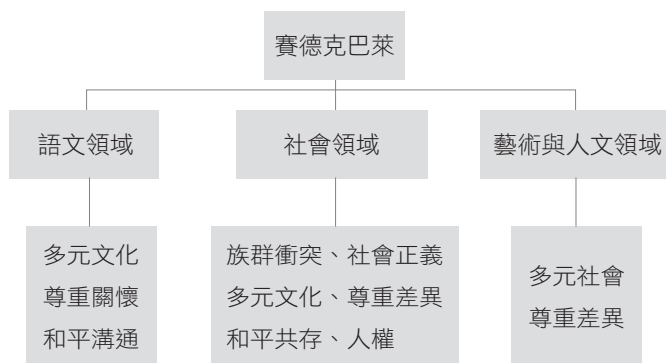 賽德克巴萊
語文領域
社會領域
藝術與人文領域
多元文化
尊重關懷
和平溝通
族群衝突、社會正義
多元文化、尊重差異
和平共存、人權
多元社會
尊重差異